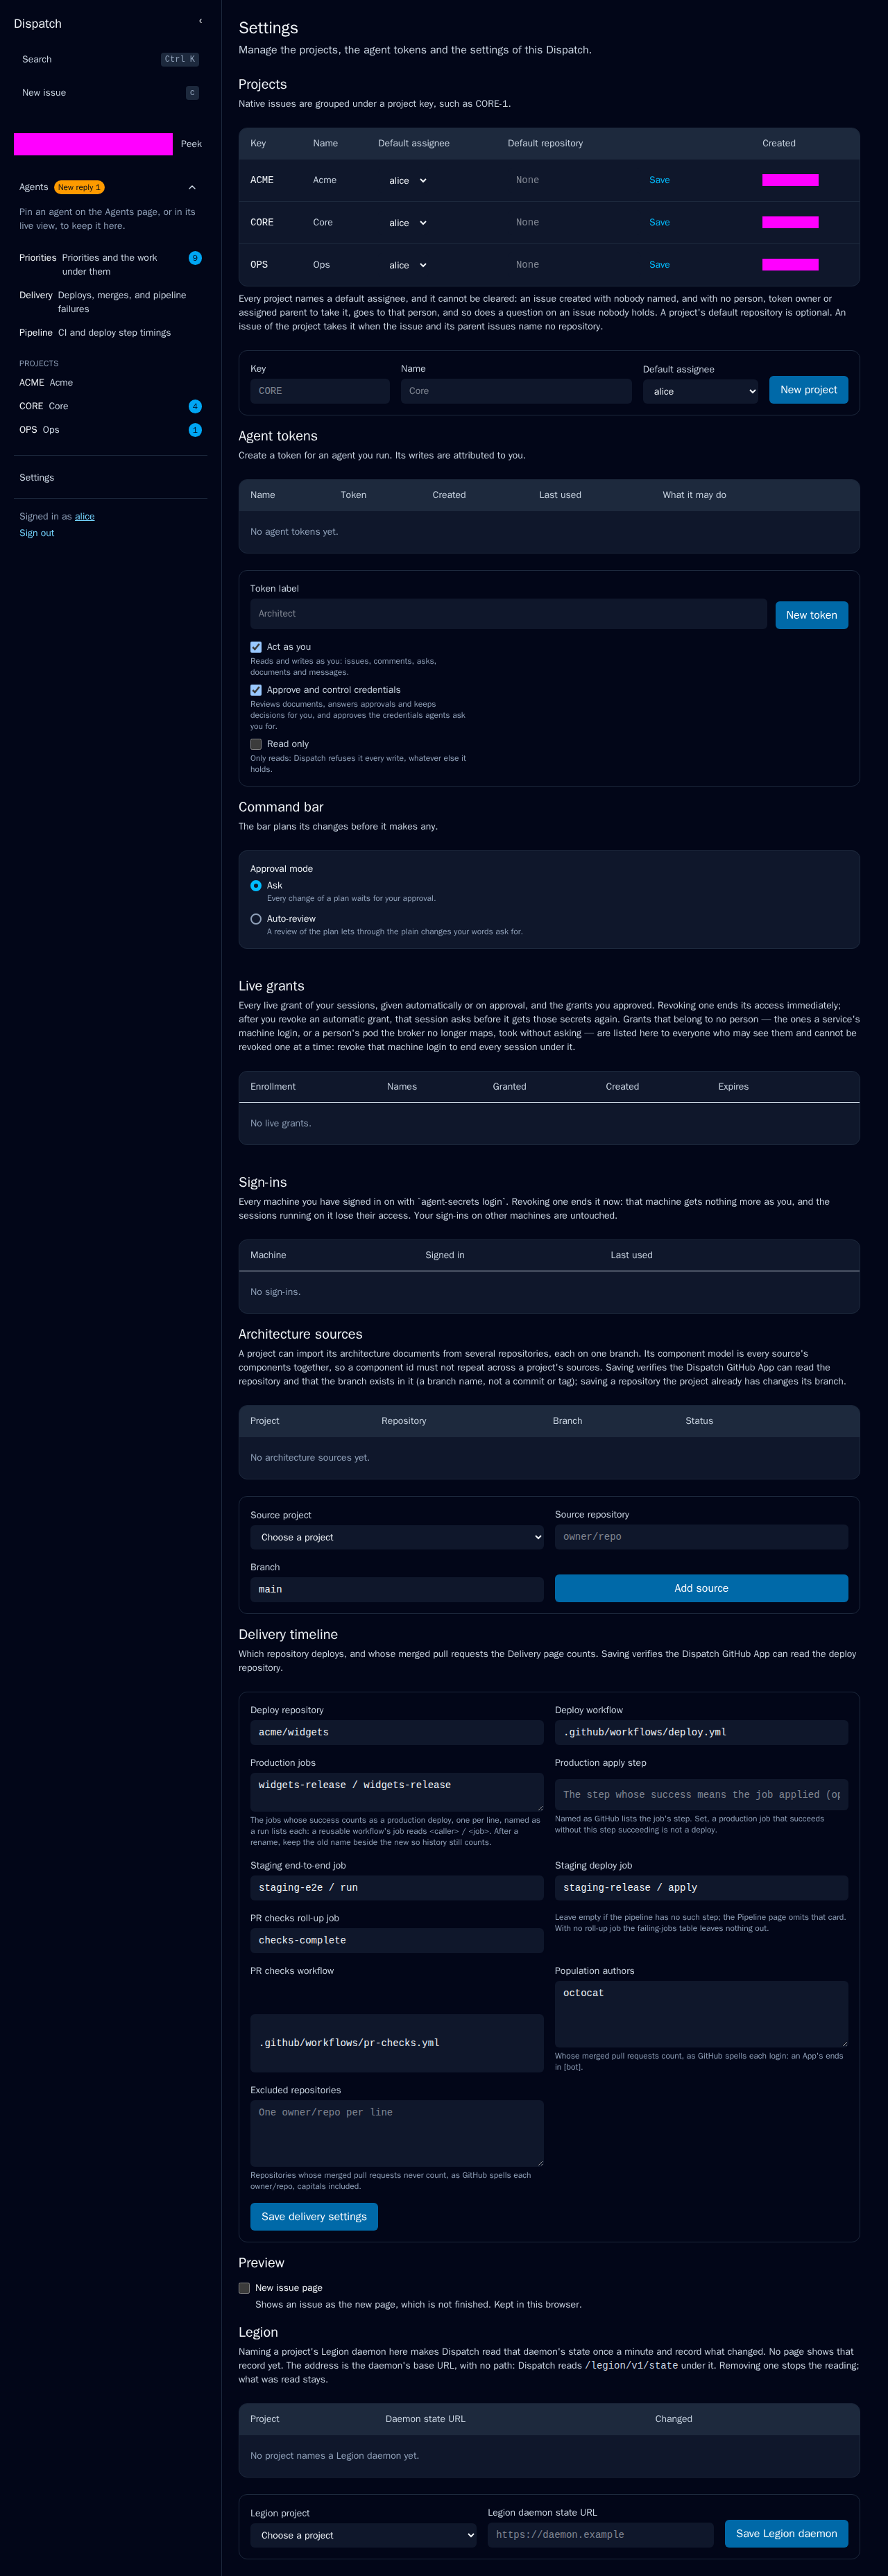 Dispatch
‹
Search
Ctrl K
New issue
C
Peek
Agents
New reply 1
Pin an agent on the Agents page, or in its
live view, to keep it here.
Priorities
Priorities and the work
under them
9
Delivery
Deploys, merges, and pipeline
failures
Pipeline
CI and deploy step timings
PROJECTS
ACME Acme
CORE Core
4
OPS Ops
1
Settings
Signed in as alice
Sign out
Settings
Manage the projects, the agent tokens and the settings of this Dispatch.
Projects
Native issues are grouped under a project key, such as CORE-1.
Key Name Default assignee Default repository Created
ACME Acme alice None Save
CORE Core alice None Save
OPS Ops alice None Save
Every project names a default assignee, and it cannot be cleared: an issue created with nobody named, and with no person, token owner or
assigned parent to take it, goes to that person, and so does a question on an issue nobody holds. A project's default repository is optional. An
issue of the project takes it when the issue and its parent issues name no repository.
Key Name Default assignee
CORE Core alice New project
Agent tokens
Create a token for an agent you run. Its writes are attributed to you.
Name Token Created Last used What it may do
No agent tokens yet.
Token label
Architect
New token
Act as you
Reads and writes as you: issues, comments, asks,
documents and messages.
Approve and control credentials
Reviews documents, answers approvals and keeps
decisions for you, and approves the credentials agents ask
you for.
Read only
Only reads: Dispatch refuses it every write, whatever else it
holds.
Command bar
The bar plans its changes before it makes any.
Approval mode
Ask
Every change of a plan waits for your approval.
Auto-review
A review of the plan lets through the plain changes your words ask for.
Live grants
Every live grant of your sessions, given automatically or on approval, and the grants you approved. Revoking one ends its access immediately;
after you revoke an automatic grant, that session asks before it gets those secrets again. Grants that belong to no person — the ones a service's
machine login, or a person's pod the broker no longer maps, took without asking — are listed here to everyone who may see them and cannot be
revoked one at a time: revoke that machine login to end every session under it.
Enrollment Names Granted Created Expires
No live grants.
Sign-ins
Every machine you have signed in on with `agent-secrets login`. Revoking one ends it now: that machine gets nothing more as you, and the
sessions running on it lose their access. Your sign-ins on other machines are untouched.
Machine Signed in Last used
No sign-ins.
Architecture sources
A project can import its architecture documents from several repositories, each on one branch. Its component model is every source's
components together, so a component id must not repeat across a project's sources. Saving verifies the Dispatch GitHub App can read the
repository and that the branch exists in it (a branch name, not a commit or tag); saving a repository the project already has changes its branch.
Project Repository Branch Status
No architecture sources yet.
Source project Source repository
Choose a project owner/repo
Branch
main Add source
Delivery timeline
Which repository deploys, and whose merged pull requests the Delivery page counts. Saving verifies the Dispatch GitHub App can read the deploy
repository.
Deploy repository Deploy workflow
acme/widgets .github/workflows/deploy.yml
Production jobs Production apply step
widgets-release / widgets-release
The step whose success means the job applied (op
The jobs whose success counts as a production deploy, one per line, named as
a run lists each: a reusable workflow's job reads <caller> / <job>. After a
rename, keep the old name beside the new so history still counts.
Named as GitHub lists the job's step. Set, a production job that succeeds
without this step succeeding is not a deploy.
Staging end-to-end job Staging deploy job
staging-e2e / run staging-release / apply
PR checks roll-up job
checks-complete
Leave empty if the pipeline has no such step; the Pipeline page omits that card.
With no roll-up job the failing-jobs table leaves nothing out.
PR checks workflow Population authors
.github/workflows/pr-checks.yml
octocat
Whose merged pull requests count, as GitHub spells each login: an App's ends
in [bot].
Excluded repositories
One owner/repo per line
Repositories whose merged pull requests never count, as GitHub spells each
owner/repo, capitals included.
Save delivery settings
Preview
New issue page
Shows an issue as the new page, which is not finished. Kept in this browser.
Legion
Naming a project's Legion daemon here makes Dispatch read that daemon's state once a minute and record what changed. No page shows that
record yet. The address is the daemon's base URL, with no path: Dispatch reads /legion/v1/state under it. Removing one stops the reading;
what was read stays.
Project Daemon state URL Changed
No project names a Legion daemon yet.
Legion project Legion daemon state URL
Choose a project https://daemon.example Save Legion daemon